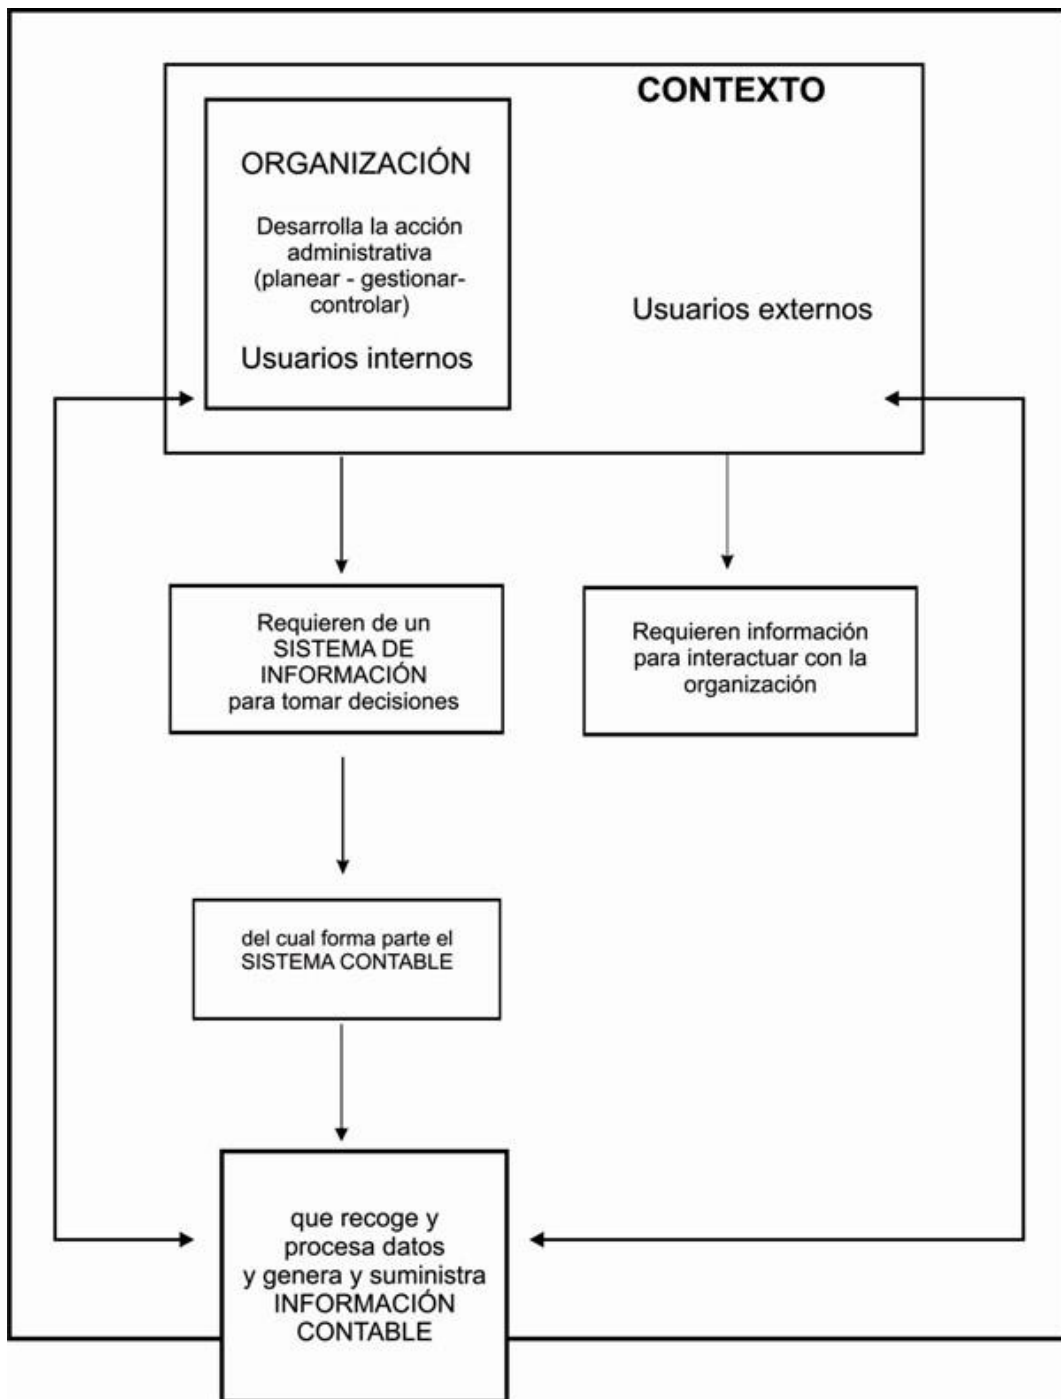 CONTEXTO
ORGANIZACIÓN
Desarrolla la acción
administrativa
(planear - gestionar-
controlar)
Usuarios internos
Usuarios externos
Requieren de un
SISTEMA DE
INFORMACIÓN
para tomar decisiones
Requieren información
para interactuar con la
organización
del cual forma parte el
SISTEMA CONTABLE
que recoge y
procesa datos
y genera y suministra
INFORMACIÓN
CONTABLE